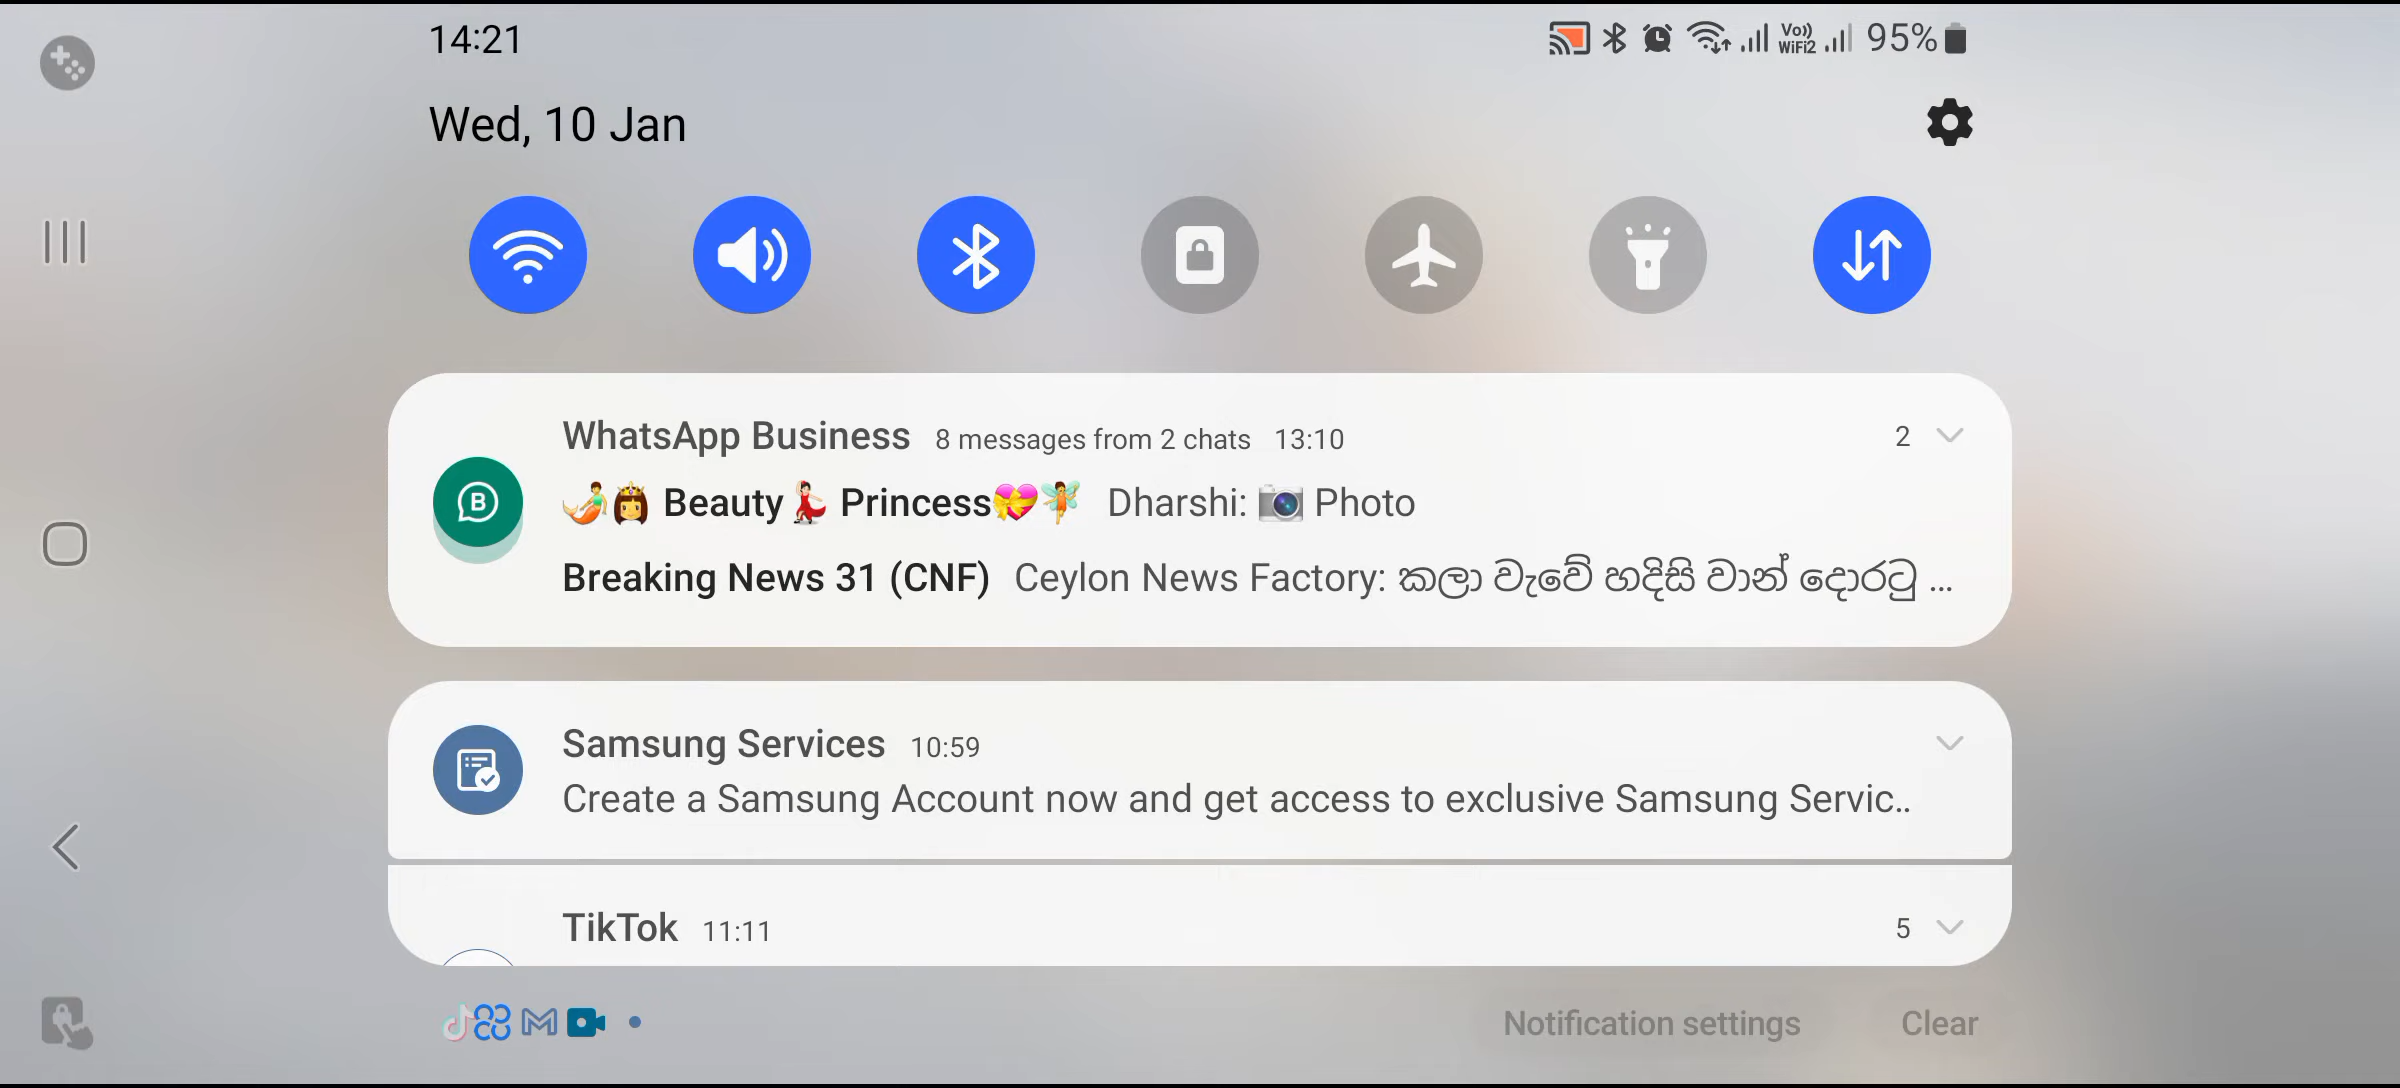 14:21
Vo)) WiFi2
95%
Wed, 10 Jan
WhatsApp Business 8 messages from 2 chats 13:10 2
🧜‍♀️👸 Beauty💃 Princess💝🧚 Dharshi: 📷 Photo
Breaking News 31 (CNF) Ceylon News Factory: කලා වැවේ හදිසි වාන් දොරටු ...
Samsung Services 10:59
Create a Samsung Account now and get access to exclusive Samsung Servic..
TikTok 11:11 5
Notification settings Clear